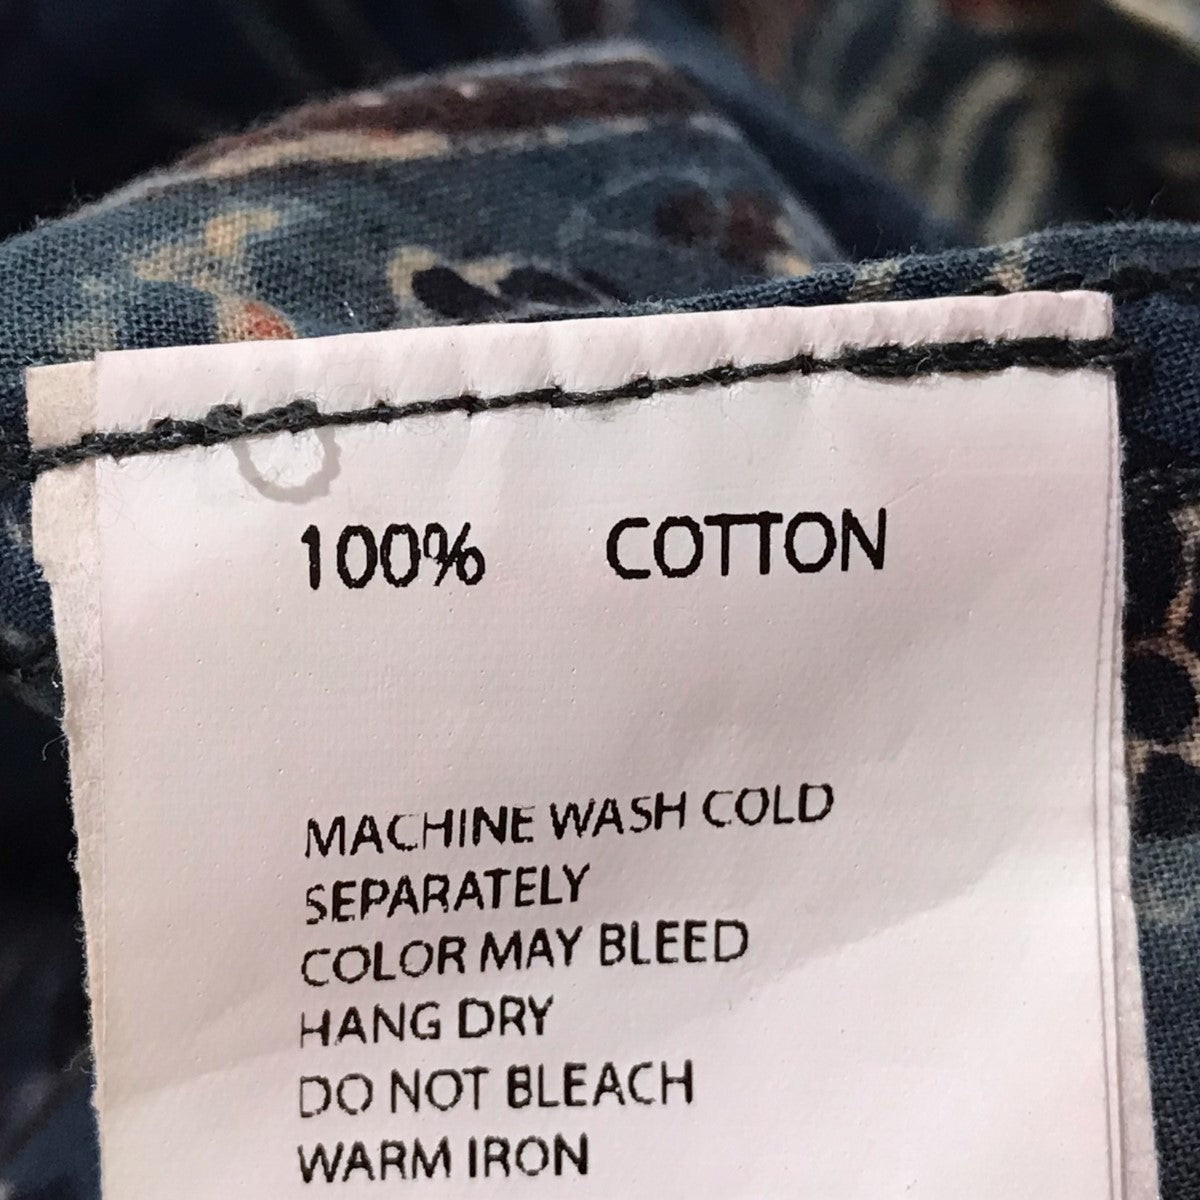 100% COTTON
MACHINE WASH COLD
SEPARATELY
COLOR MAY BLEED
HANG DRY
DO NOT BLEACH
WARM IRON